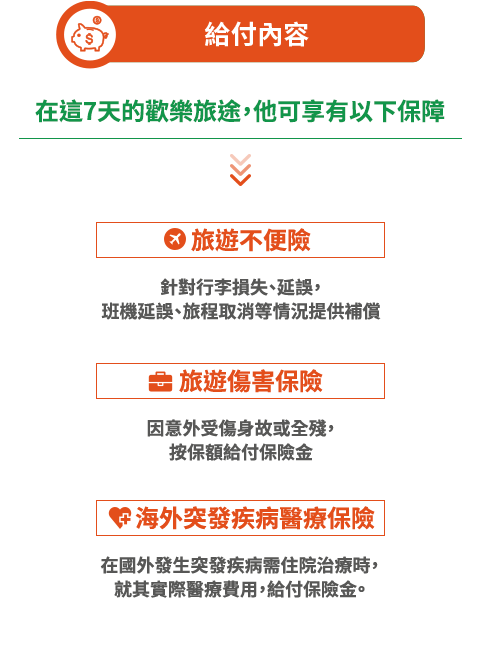 $
給付內容
在這7天的歡樂旅途,他可享有以下保障
旅遊不便險
針對行李損失、延誤,
班機延誤、旅程取消等情況提供補償
旅遊傷害保險
因意外受傷身故或全殘,
按保額給付保險金
海外突發疾病醫療保險
在國外發生突發疾病需住院治療時,
就其實際醫療費用,給付保險金。